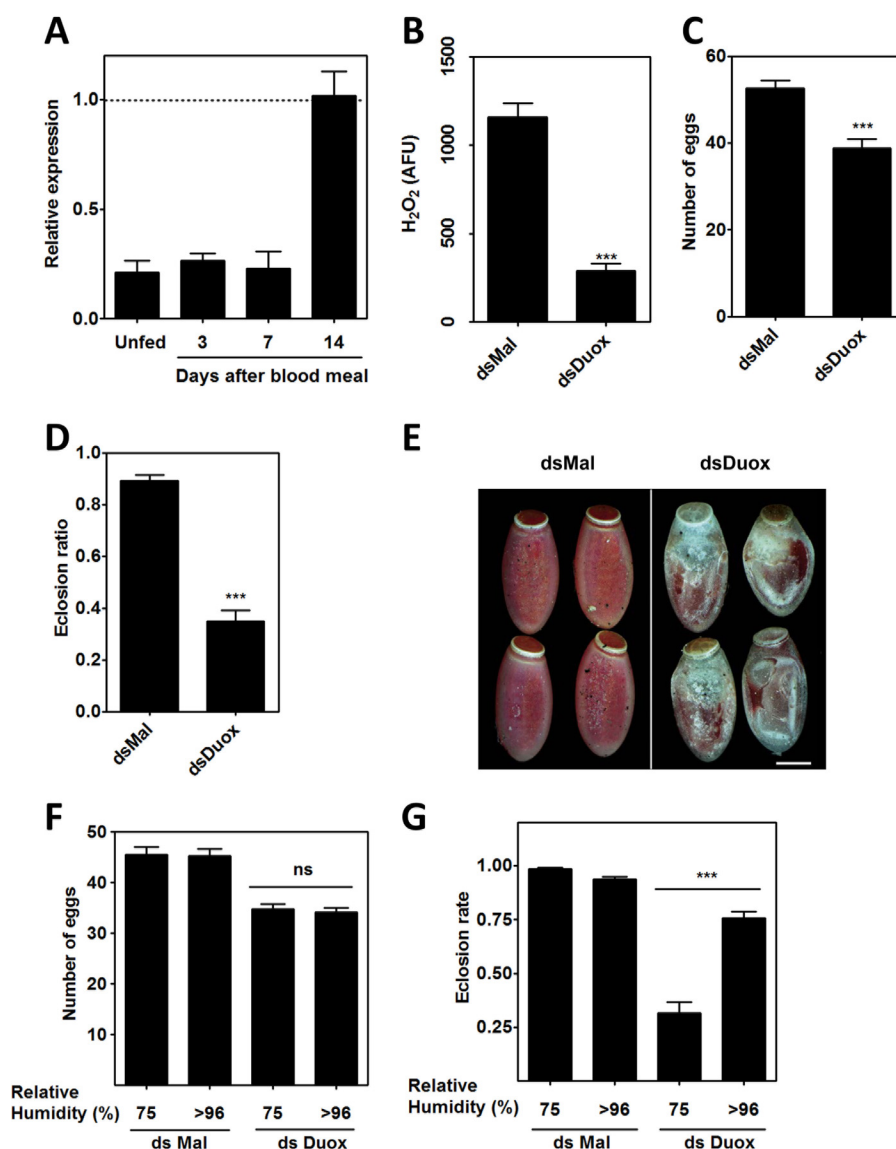 A
Relative expression
1.0
0.5
0.0
Unfed 3 7 14
Days after blood meal
B
H₂O₂ (AFU)
1500
1000
500
0
***
dsMal
dsDuox
C
Number of eggs
60
40
20
0
***
dsMal
dsDuox
D
Eclosion ratio
1.0
0.8
0.6
0.4
0.2
0.0
***
dsMal
dsDuox
E
dsMal dsDuox
F
Number of eggs
50
40
30
20
10
ns
Relative
Humidity (%) 75 >96 75 >96
ds Mal ds Duox
G
Eclosion rate
1.00
0.75
0.50
0.25
***
Relative
Humidity (%) 75 >96 75 >96
ds Mal ds Duox